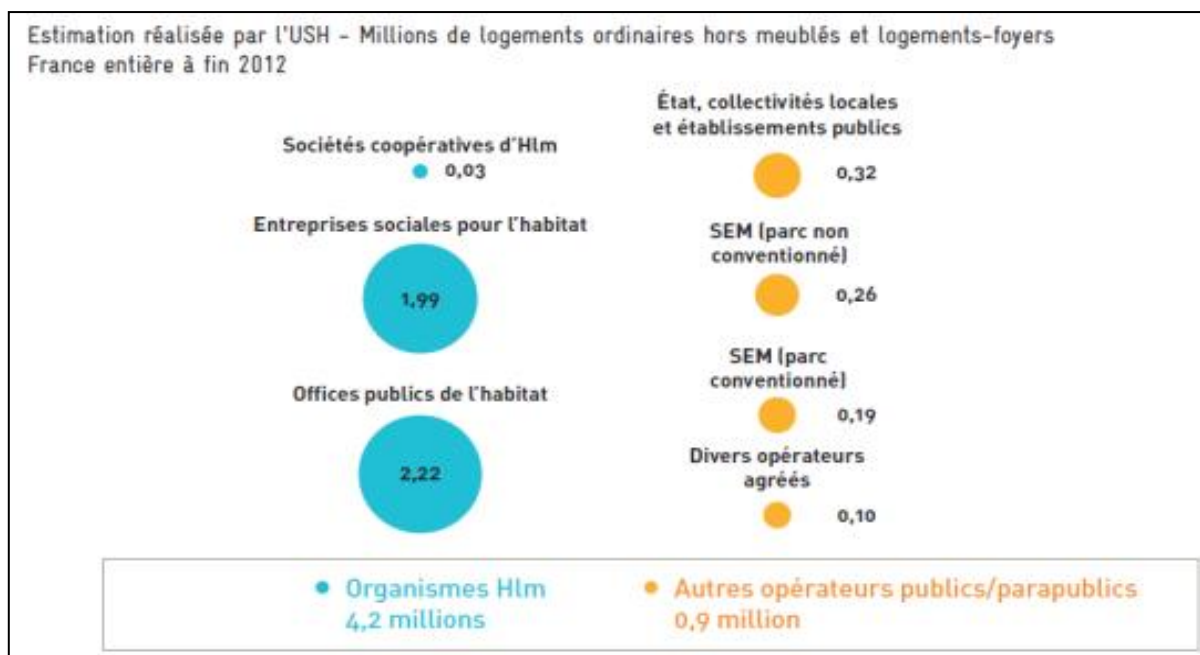 Estimation réalisée par l'USH - Millions de logements ordinaires hors meublés et logements-foyers
France entière à fin 2012
Sociétés coopératives d'Hlm
0,03
Entreprises sociales pour l'habitat
1,99
Offices publics de l'habitat
2,22
État, collectivités locales
et établissements publics
0,32
SEM (parc non
conventionné)
0,26
SEM (parc
conventionné)
0,19
Divers opérateurs
agréés
0,10
Organismes Hlm
4,2 millions
Autres opérateurs publics/parapublics
0,9 million